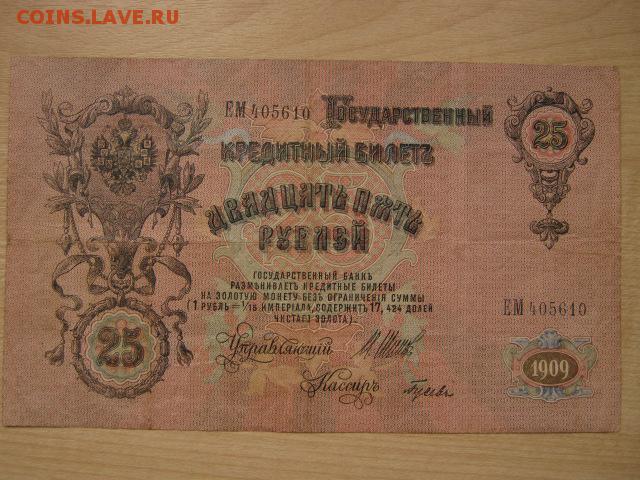 COINS.LAVE.RU
ЕМ 405610 Государственный
25
Кредитный Билетъ
Двадцать пять
Рублей
Государственный банкъ
размѣниваетъ кредитные билеты
на золотую монету безъ ограниченія суммы
(1 рубль = 1/15 империала, содержитъ 17,424 долей
чистаго золота).
ЕМ 405610
25
Управляющий
Кассиръ
1909